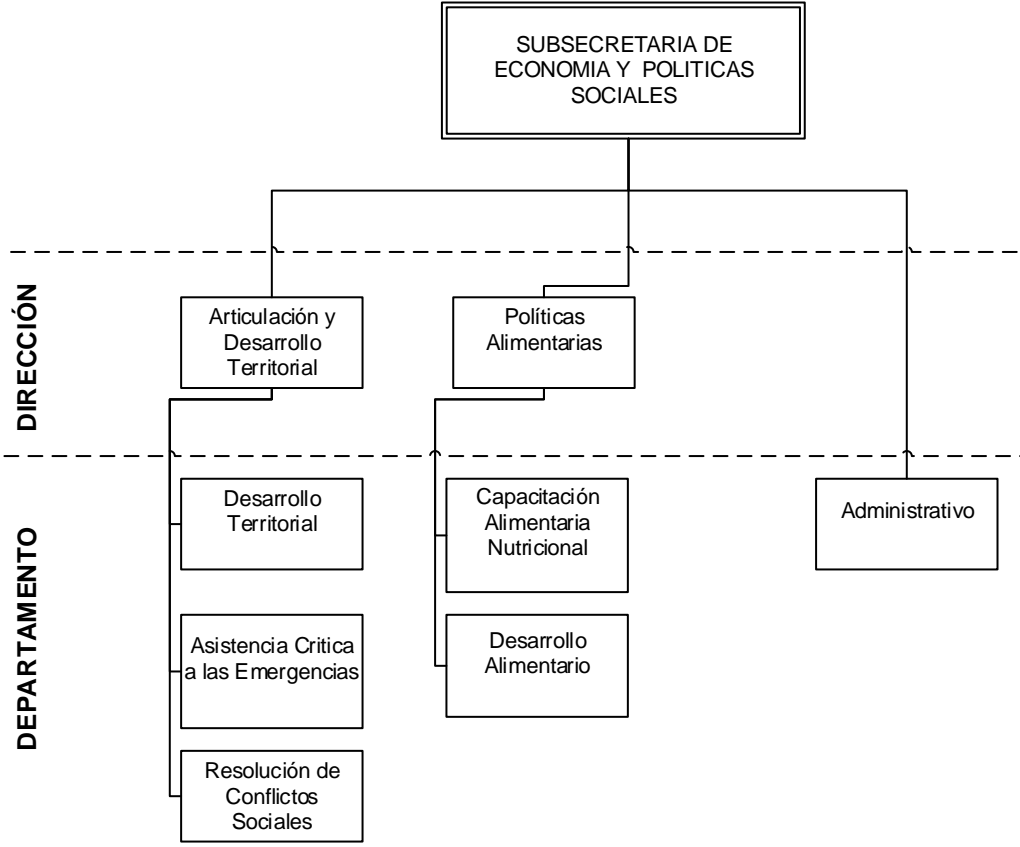 SUBSECRETARIA DE
ECONOMIA Y POLITICAS
SOCIALES
DIRECCIÓN
Articulación y
Desarrollo
Territorial
Políticas
Alimentarias
DEPARTAMENTO
Desarrollo
Territorial
Capacitación
Alimentaria
Nutricional
Administrativo
Asistencia Critica
a las Emergencias
Desarrollo
Alimentario
Resolución de
Conflictos
Sociales